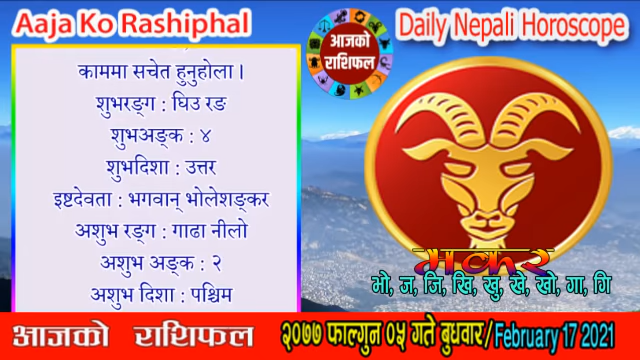 Aaja Ko Rashiphal
Daily Nepali Horoscope
आजको
राशिफल
काममा सचेत हुनुहोला।
शुभरङ्ग : घिउ रङ
शुभअङ्क : ४
शुभदिशा : उत्तर
इष्टदेवता : भगवान् भोलेशङ्कर
अशुभ रङ्ग : गाढा नीलो
अशुभ अङ्क : २
अशुभ दिशा : पश्चिम
मकर
भो, ज, जि, खि, खु, खे, खो, गा, गि
आजको राशिफल
२०७७ फाल्गुन ०५ गते बुधवार/February 17 2021